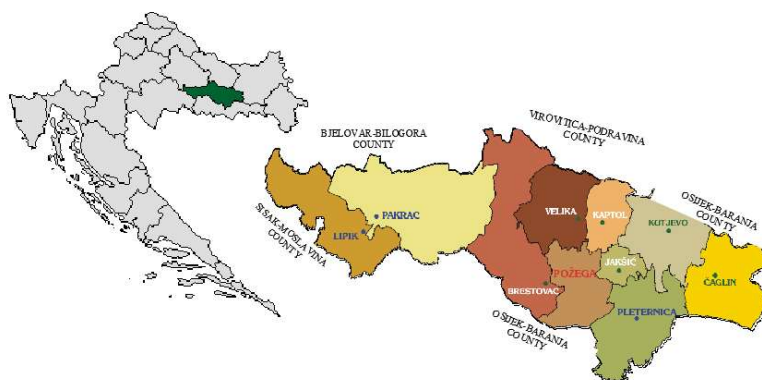 BJELOVAR-BILOGORA
COUNTY
VIROVITICA-PODRAVINA
COUNTY
OSIJEK-BARANJA
COUNTY
SISAK-MOSLAVINA
COUNTY
PAKRAC
LIPIK
VELIKA
KAPTOL
KUTJEVO
JAKŠIĆ
POŽEGA
ČAGLIN
BRESTOVAC
PLETERNICA
OSIJEK-BARANJA
COUNTY